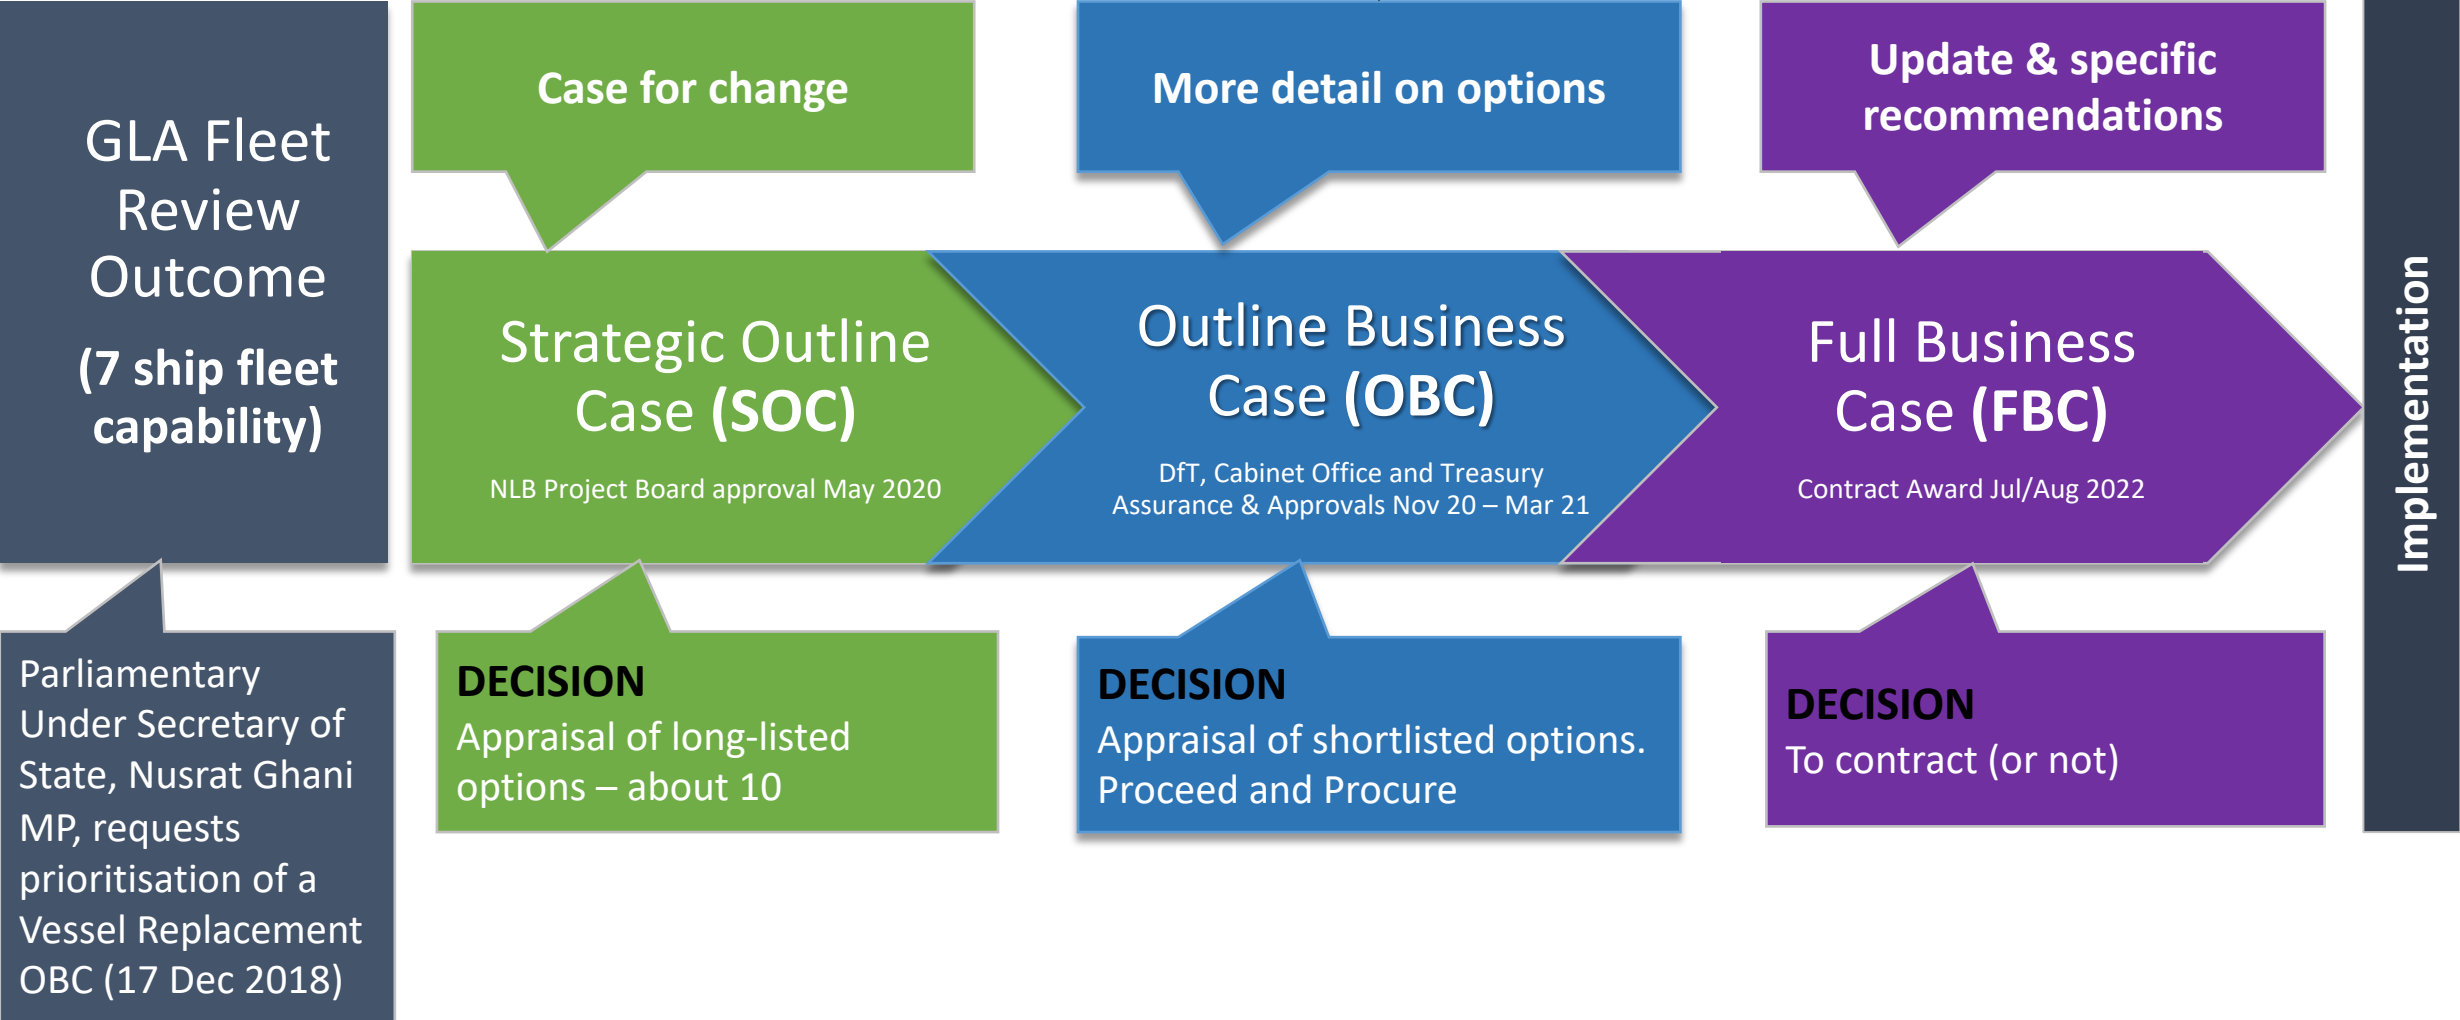 GLA Fleet
Review
Outcome
(7 ship fleet
capability)
Parliamentary
Under Secretary of
State, Nusrat Ghani
MP, requests
prioritisation of a
Vessel Replacement
OBC (17 Dec 2018)
Case for change
Strategic Outline
Case (SOC)
NLB Project Board approval May 2020
DECISION
Appraisal of long-listed
options – about 10
More detail on options
Outline Business
Case (OBC)
DfT, Cabinet Office and Treasury
Assurance & Approvals Nov 20 – Mar 21
DECISION
Appraisal of shortlisted options.
Proceed and Procure
Update & specific
recommendations
Full Business
Case (FBC)
Contract Award Jul/Aug 2022
DECISION
To contract (or not)
Implementation